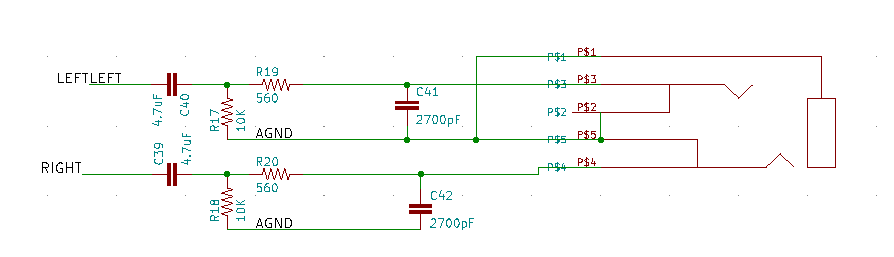 LEFTLEFT
4.7uF
C40
R17
10K
R19
560
C41
2700pF
AGND
P$1
P$1
P$3
P$3
P$2
P$2
P$5
P$5
P$4
P$4
RIGHT
C39
4.7uF
R18
10K
R20
560
C42
2700pF
AGND